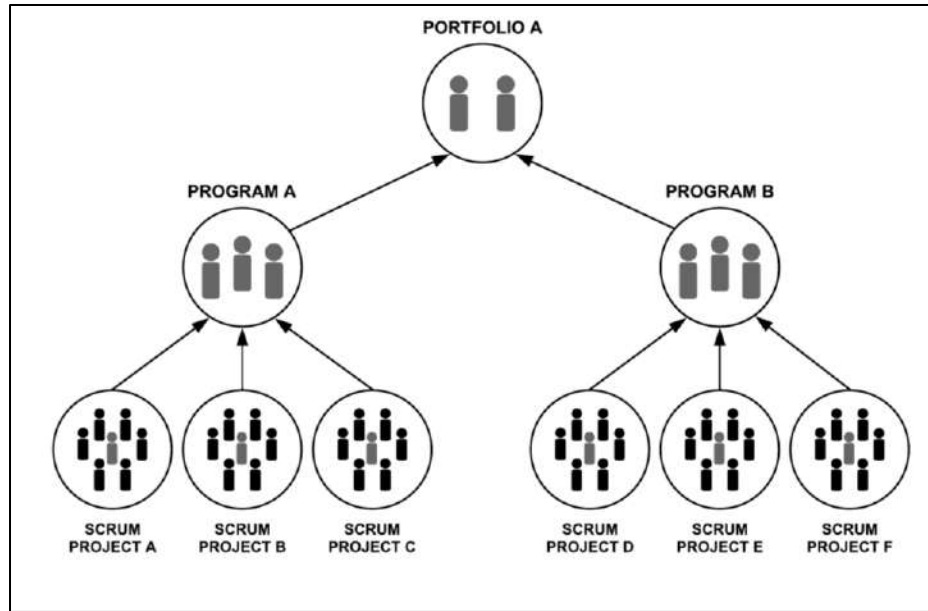 PORTFOLIO A
PROGRAM A
PROGRAM B
SCRUM
PROJECT A
SCRUM
PROJECT B
SCRUM
PROJECT C
SCRUM
PROJECT D
SCRUM
PROJECT E
SCRUM
PROJECT F